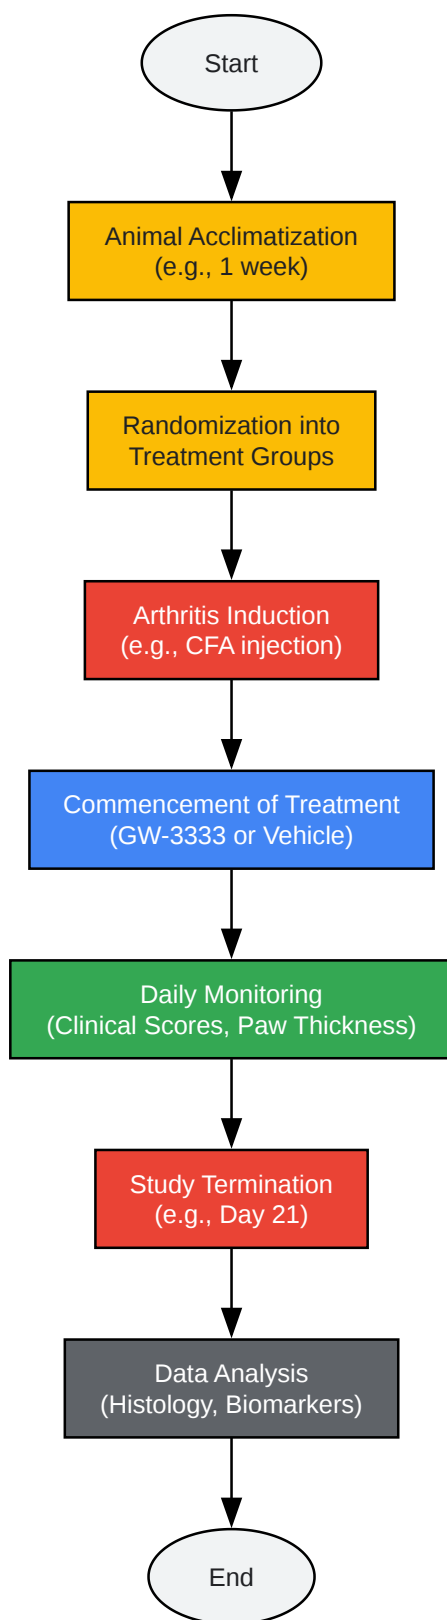 Start
Animal Acclimatization
(e.g., 1 week)
Randomization into
Treatment Groups
Arthritis Induction
(e.g., CFA injection)
Commencement of Treatment
(GW-3333 or Vehicle)
Daily Monitoring
(Clinical Scores, Paw Thickness)
Study Termination
(e.g., Day 21)
Data Analysis
(Histology, Biomarkers)
End